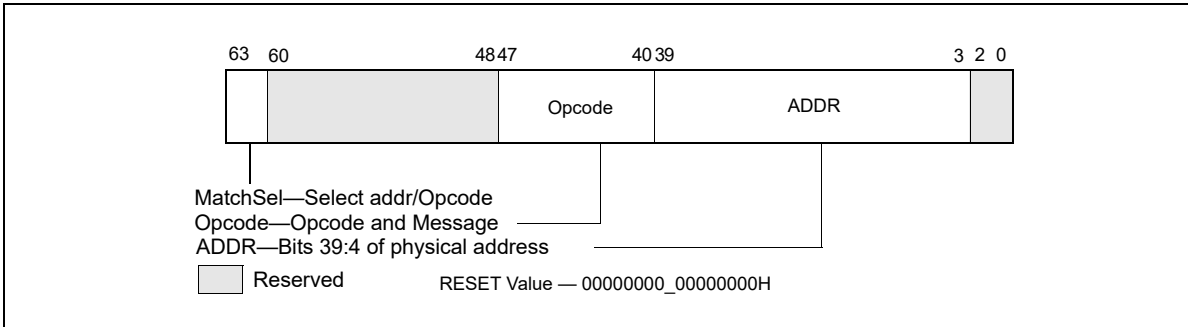 63 60 48 47 40 39 3 2 0
Opcode ADDR
MatchSel—Select addr/Opcode
Opcode—Opcode and Message
ADDR—Bits 39:4 of physical address
Reserved RESET Value — 00000000_00000000H